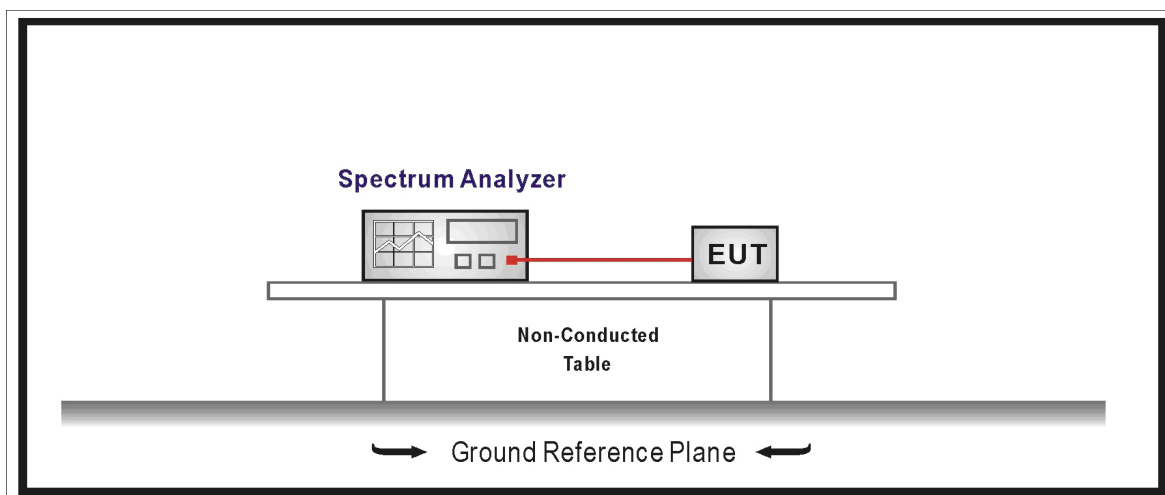 Spectrum Analyzer
EUT
Non-Conducted
Table
Ground Reference Plane